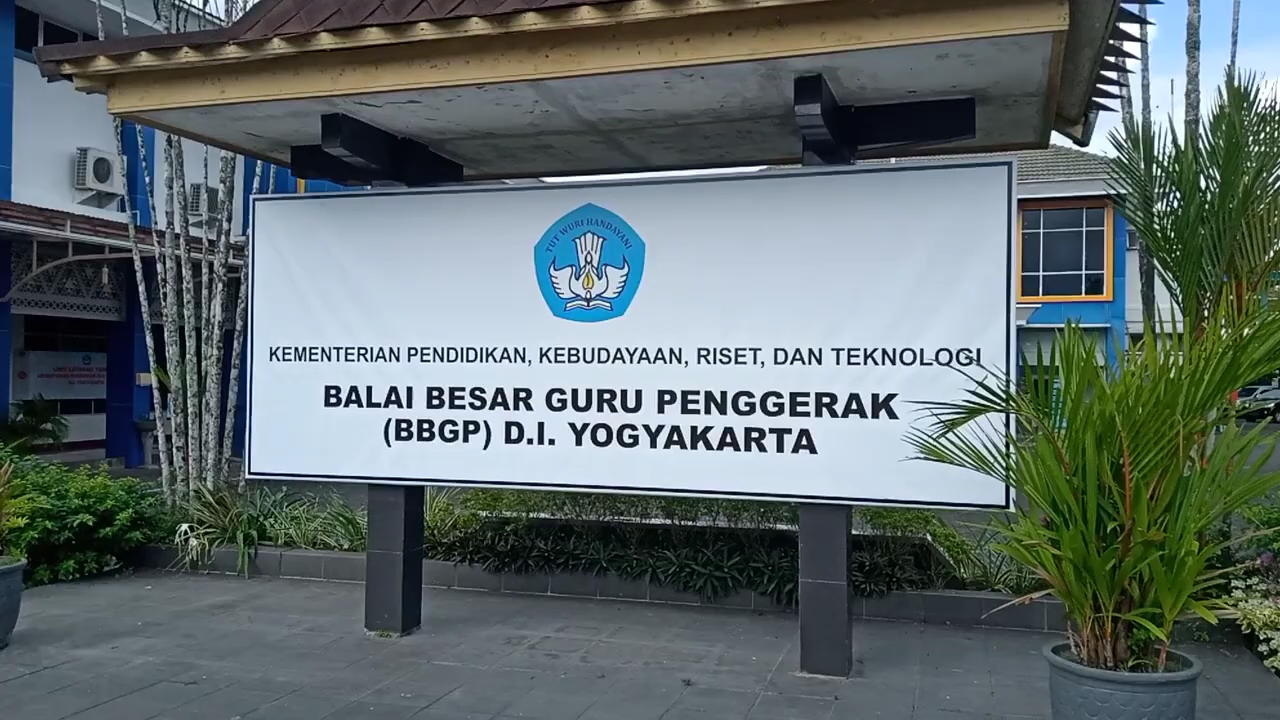 TUT WURI HANDAYANI
KEMENTERIAN PENDIDIKAN, KEBUDAYAAN, RISET, DAN TEKNOLOGI
BALAI BESAR GURU PENGGERAK
(BBGP) D.I. YOGYAKARTA